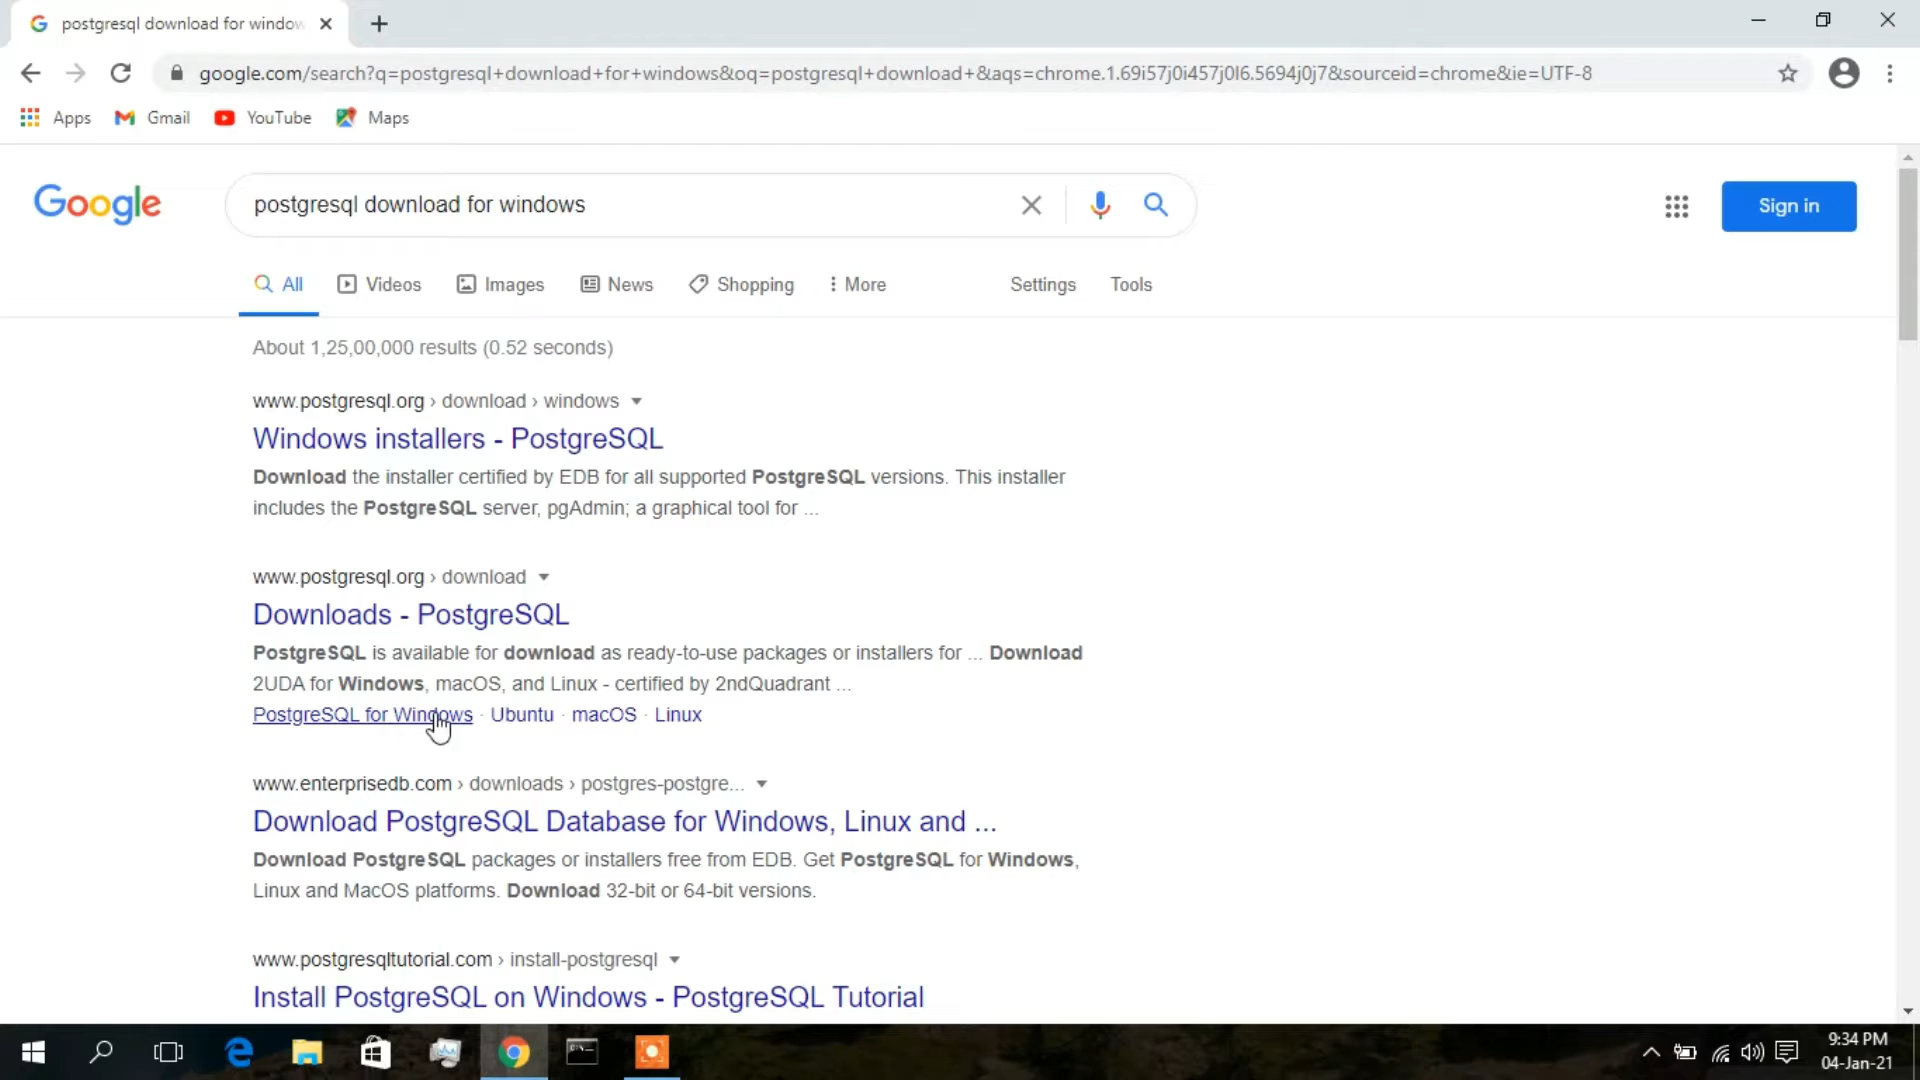 postgresql download for window
google.com/search?q=postgresql+download+for+windows&oq=postgresql+download+&aqs=chrome.1.69i57j0i457j0l6.5694j0j7&sourceid=chrome&ie=UTF-8
Apps Gmail YouTube Maps
Google
postgresql download for windows
Sign in
All Videos Images News Shopping More Settings Tools
About 1,25,00,000 results (0.52 seconds)
www.postgresql.org › download › windows
Windows installers - PostgreSQL
Download the installer certified by EDB for all supported PostgreSQL versions. This installer
includes the PostgreSQL server, pgAdmin; a graphical tool for ...
www.postgresql.org › download
Downloads - PostgreSQL
PostgreSQL is available for download as ready-to-use packages or installers for ... Download
2UDA for Windows, macOS, and Linux - certified by 2ndQuadrant ...
PostgreSQL for Windows · Ubuntu · macOS · Linux
www.enterprisedb.com › downloads › postgres-postgre...
Download PostgreSQL Database for Windows, Linux and ...
Download PostgreSQL packages or installers free from EDB. Get PostgreSQL for Windows,
Linux and MacOS platforms. Download 32-bit or 64-bit versions.
www.postgresqltutorial.com › install-postgresql
Install PostgreSQL on Windows - PostgreSQL Tutorial
9:34 PM
04-Jan-21